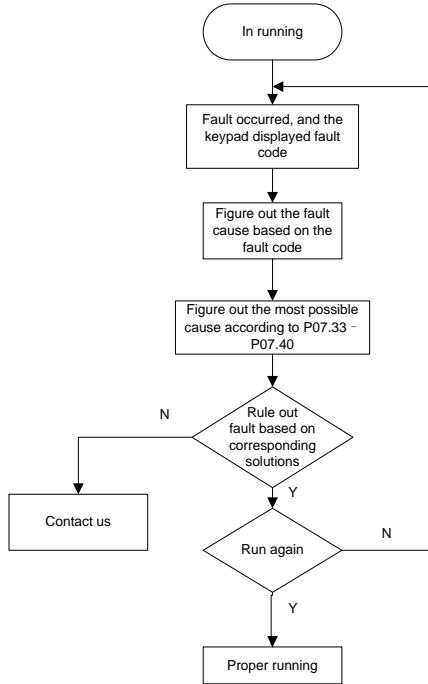 In running
Fault occurred, and the
keypad displayed fault
code
Figure out the fault
cause based on the
fault code
Figure out the most possible
cause according to P07.33–
P07.40
N
Rule out
fault based on
corresponding
solutions
Y
Contact us
Run again
N
Y
Proper running